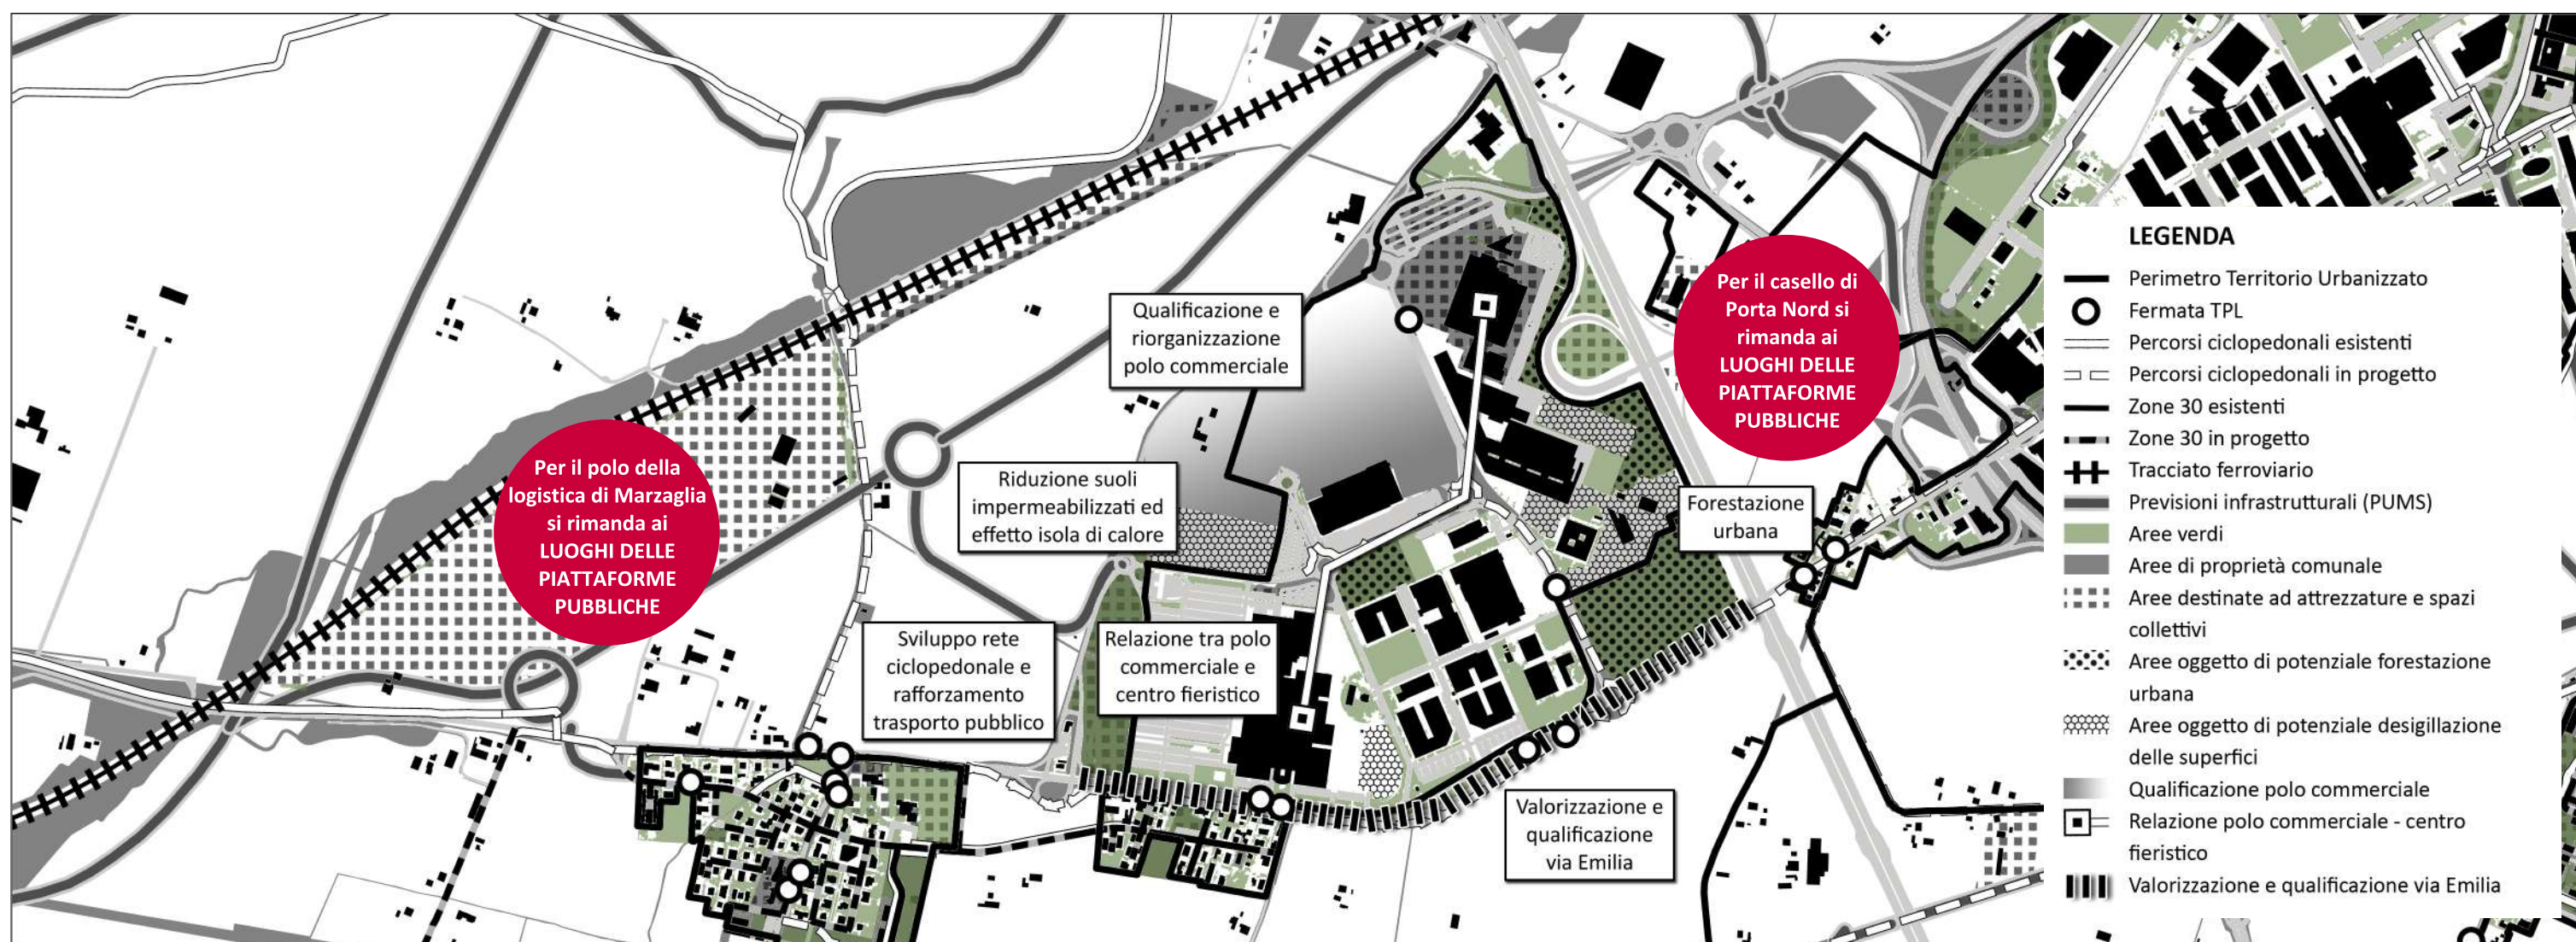 Qualificazione e
riorganizzazione
polo commerciale
Per il casello di
Porta Nord si
rimanda ai
LUOGHI DELLE
PIATTAFORME
PUBBLICHE
Per il polo della
logistica di Marzaglia
si rimanda ai
LUOGHI DELLE
PIATTAFORME
PUBBLICHE
Riduzione suoli
impermeabilizzati ed
effetto isola di calore
Forestazione
urbana
Sviluppo rete
ciclopedonale e
rafforzamento
trasporto pubblico
Relazione tra polo
commerciale e
centro fieristico
Valorizzazione e
qualificazione
via Emilia
LEGENDA
Perimetro Territorio Urbanizzato
Fermata TPL
Percorsi ciclopedonali esistenti
Percorsi ciclopedonali in progetto
Zone 30 esistenti
Zone 30 in progetto
Tracciato ferroviario
Previsioni infrastrutturali (PUMS)
Aree verdi
Aree di proprietà comunale
Aree destinate ad attrezzature e spazi
collettivi
Aree oggetto di potenziale forestazione
urbana
Aree oggetto di potenziale desigillazione
delle superfici
Qualificazione polo commerciale
Relazione polo commerciale - centro
fieristico
Valorizzazione e qualificazione via Emilia